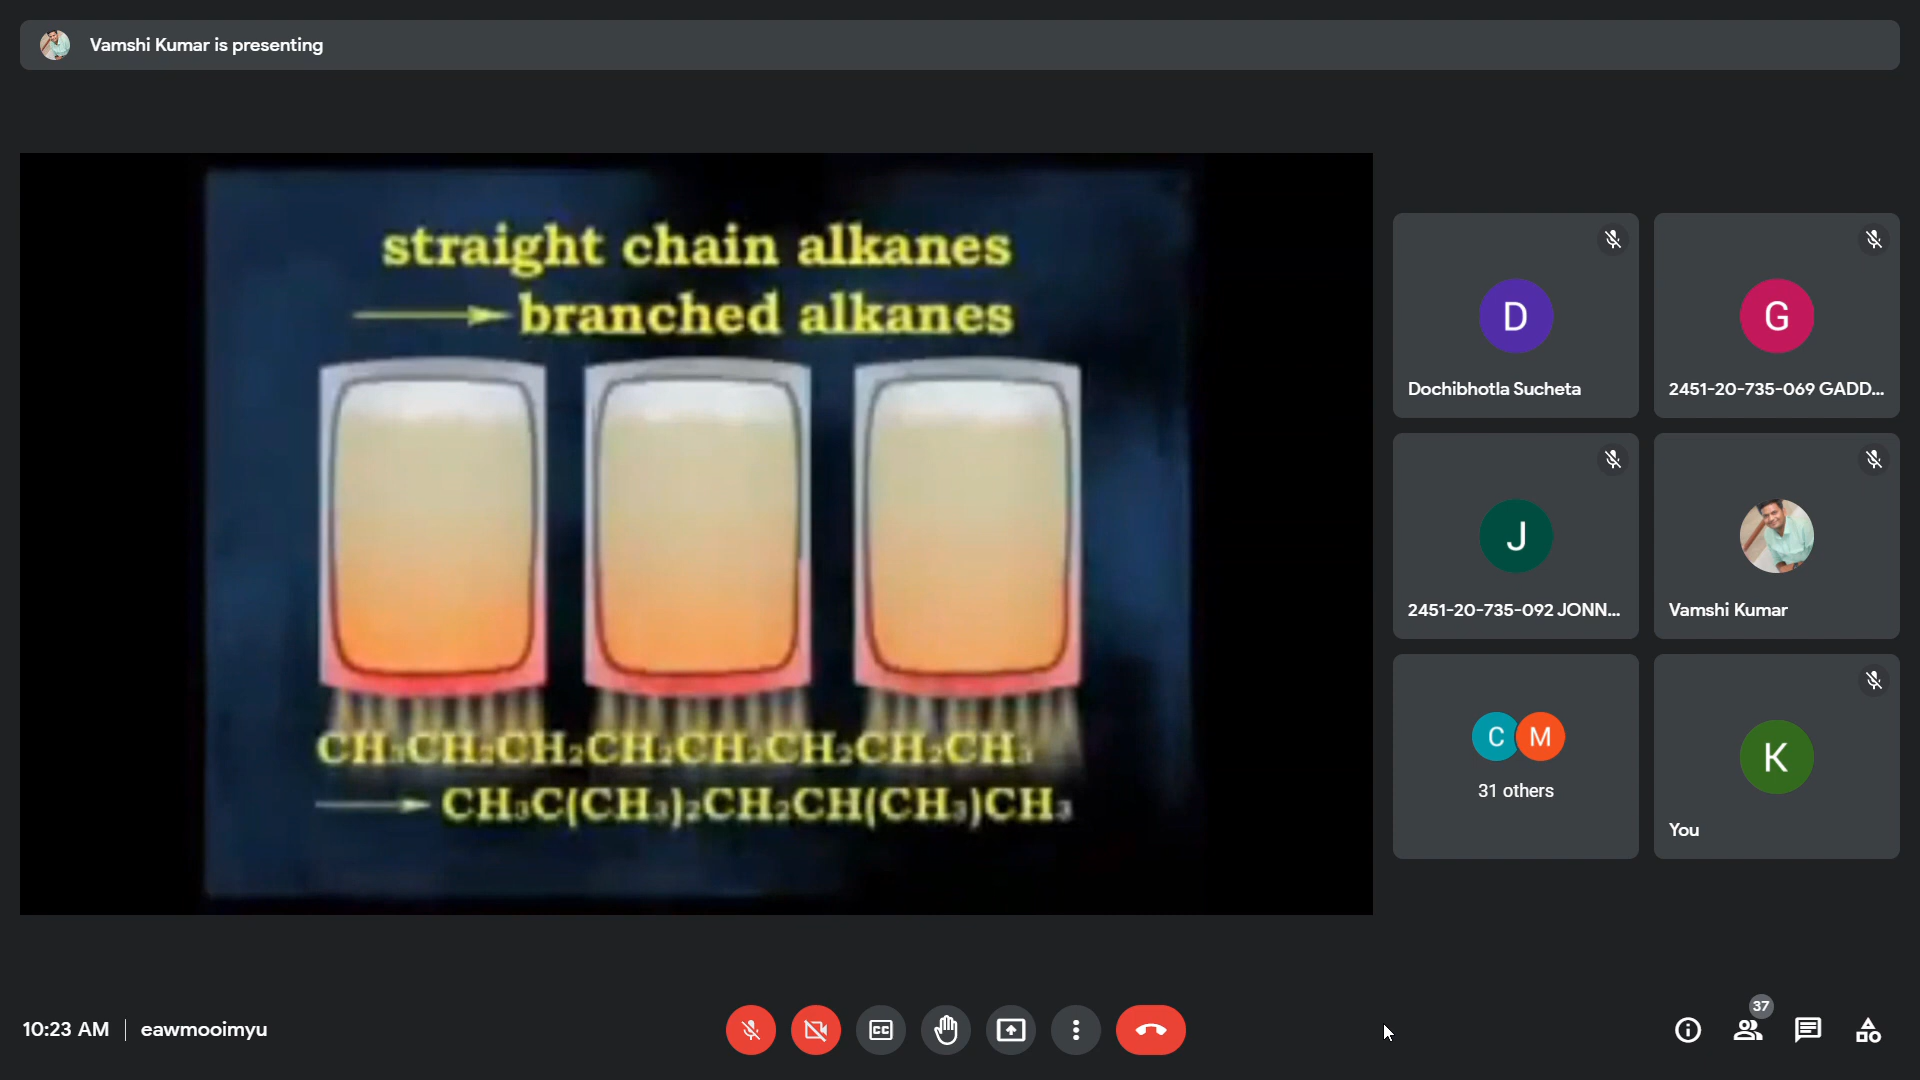 Vamshi Kumar is presenting
straight chain alkanes
→ branched alkanes
CH₃CH₂CH₂CH₂CH₂CH₂CH₂CH₃
→ CH₃C(CH₃)₂CH₂CH(CH₃)CH₃
D
Dochibhotla Sucheta
G
2451-20-735-069 GADD...
J
2451-20-735-092 JONN...
Vamshi Kumar
C M
31 others
K
You
10:23 AM | eawmooimyu
CC
37